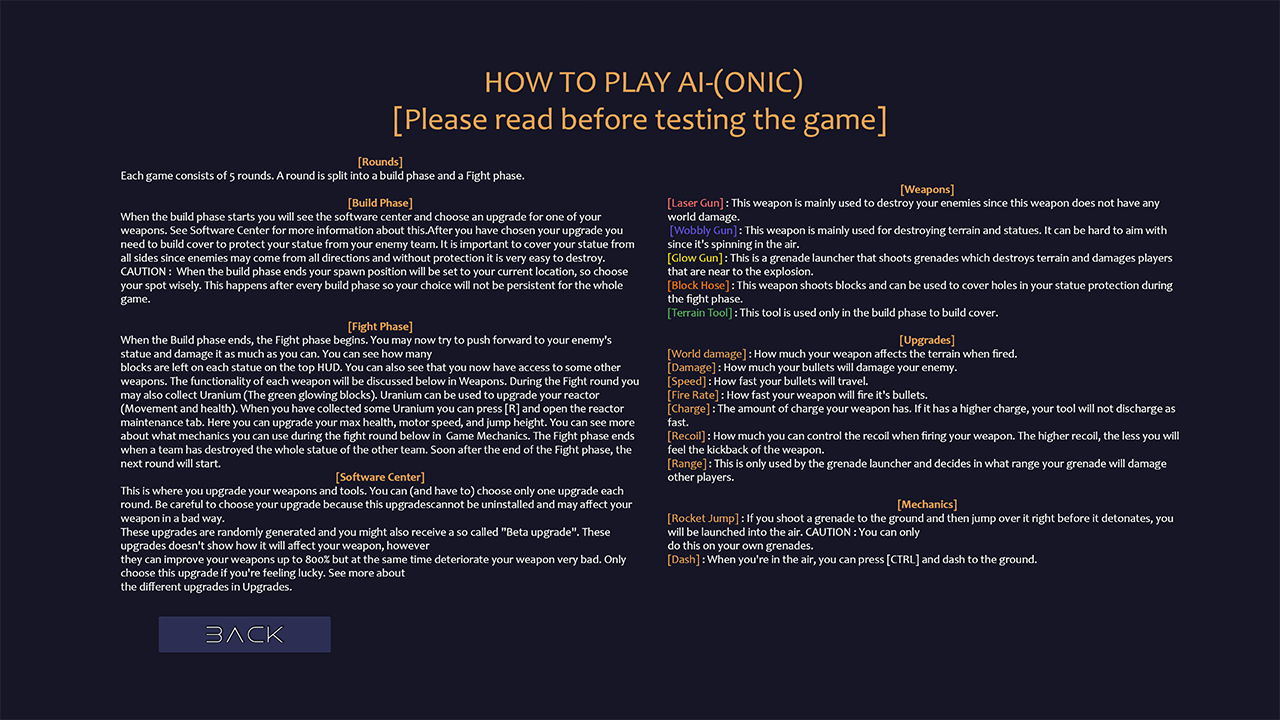 HOW TO PLAY AI-(ONIC)
[Please read before testing the game]
[Rounds]
Each game consists of 5 rounds. A round is split into a build phase and a Fight phase.
[Build Phase]
When the build phase starts you will see the software center and choose an upgrade for one of your
weapons. See Software Center for more information about this.After you have chosen your upgrade you
need to build cover to protect your statue from your enemy team. It is important to cover your statue from
all sides since enemies may come from all directions and without protection it is very easy to destroy.
CAUTION : When the build phase ends your spawn position will be set to your current location, so choose
your spot wisely. This happens after every build phase so your choice will not be persistent for the whole
game.
[Fight Phase]
When the Build phase ends, the Fight phase begins. You may now try to push forward to your enemy's
statue and damage it as much as you can. You can see how many
blocks are left on each statue on the top HUD. You can also see that you now have access to some other
weapons. The functionality of each weapon will be discussed below in Weapons. During the Fight round you
may also collect Uranium (The green glowing blocks). Uranium can be used to upgrade your reactor
(Movement and health). When you have collected some Uranium you can press [R] and open the reactor
maintenance tab. Here you can upgrade your max health, motor speed, and jump height. You can see more
about what mechanics you can use during the fight round below in Game Mechanics. The Fight phase ends
when a team has destroyed the whole statue of the other team. Soon after the end of the Fight phase, the
next round will start.
[Software Center]
This is where you upgrade your weapons and tools. You can (and have to) choose only one upgrade each
round. Be careful to choose your upgrade because this upgradescannot be uninstalled and may affect your
weapon in a bad way.
These upgrades are randomly generated and you might also receive a so called "Beta upgrade". These
upgrades doesn't show how it will affect your weapon, however
they can improve your weapons up to 800% but at the same time deteriorate your weapon very bad. Only
choose this upgrade if you're feeling lucky. See more about
the different upgrades in Upgrades.
[Weapons]
[Laser Gun] : This weapon is mainly used to destroy your enemies since this weapon does not have any
world damage.
[Wobbly Gun] : This weapon is mainly used for destroying terrain and statues. It can be hard to aim with
since it's spinning in the air.
[Glow Gun] : This is a grenade launcher that shoots grenades which destroys terrain and damages players
that are near to the explosion.
[Block Hose] : This weapon shoots blocks and can be used to cover holes in your statue protection during
the fight phase.
[Terrain Tool] : This tool is used only in the build phase to build cover.
[Upgrades]
[World damage] : How much your weapon affects the terrain when fired.
[Damage] : How much your bullets will damage your enemy.
[Speed] : How fast your bullets will travel.
[Fire Rate] : How fast your weapon will fire it's bullets.
[Charge] : The amount of charge your weapon has. If it has a higher charge, your tool will not discharge as
fast.
[Recoil] : How much you can control the recoil when firing your weapon. The higher recoil, the less you will
feel the kickback of the weapon.
[Range] : This is only used by the grenade launcher and decides in what range your grenade will damage
other players.
[Mechanics]
[Rocket Jump] : If you shoot a grenade to the ground and then jump over it right before it detonates, you
will be launched into the air. CAUTION : You can only
do this on your own grenades.
[Dash] : When you're in the air, you can press [CTRL] and dash to the ground.
BACK